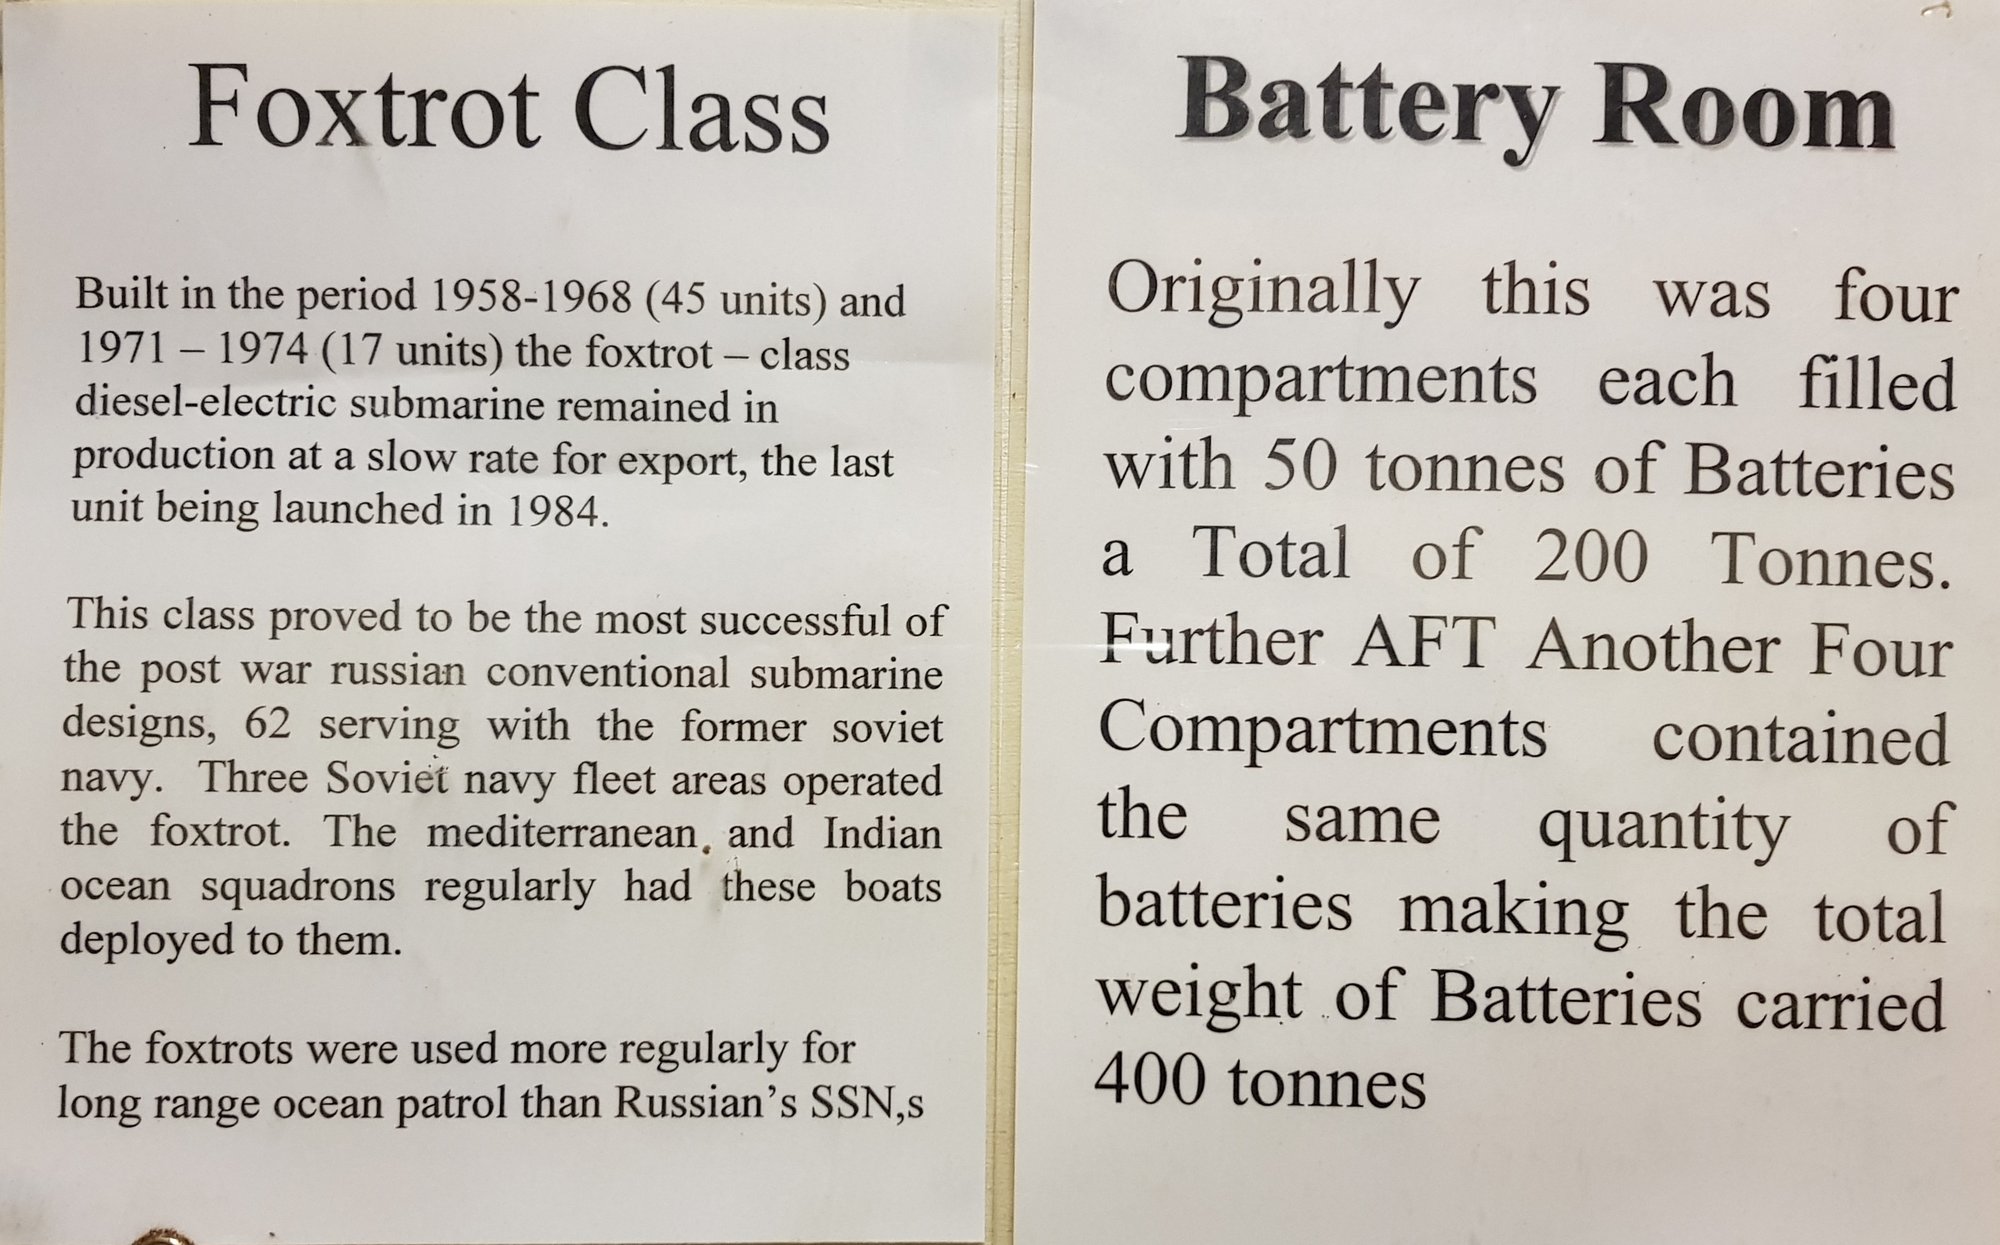 Foxtrot Class
Built in the period 1958-1968 (45 units) and
1971 – 1974 (17 units) the foxtrot – class
diesel-electric submarine remained in
production at a slow rate for export, the last
unit being launched in 1984.
This class proved to be the most successful of
the post war russian conventional submarine
designs, 62 serving with the former soviet
navy. Three Soviet navy fleet areas operated
the foxtrot. The mediterranean and Indian
ocean squadrons regularly had these boats
deployed to them.
The foxtrots were used more regularly for
long range ocean patrol than Russian’s SSN,s
Battery Room
Originally this was four
compartments each filled
with 50 tonnes of Batteries
a Total of 200 Tonnes.
Further AFT Another Four
Compartments contained
the same quantity of
batteries making the total
weight of Batteries carried
400 tonnes